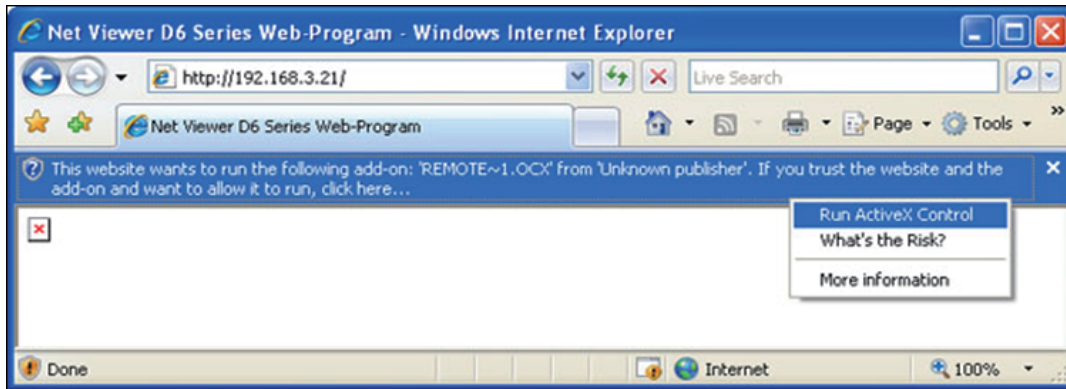 Net Viewer D6 Series Web-Program - Windows Internet Explorer
http://192.168.3.21/
Live Search
Net Viewer D6 Series Web-Program
Page
Tools
»
This website wants to run the following add-on: 'REMOTE~1.OCX' from 'Unknown publisher'. If you trust the website and the
add-on and want to allow it to run, click here...
Run ActiveX Control
What's the Risk?
More information
Done
Internet
100%